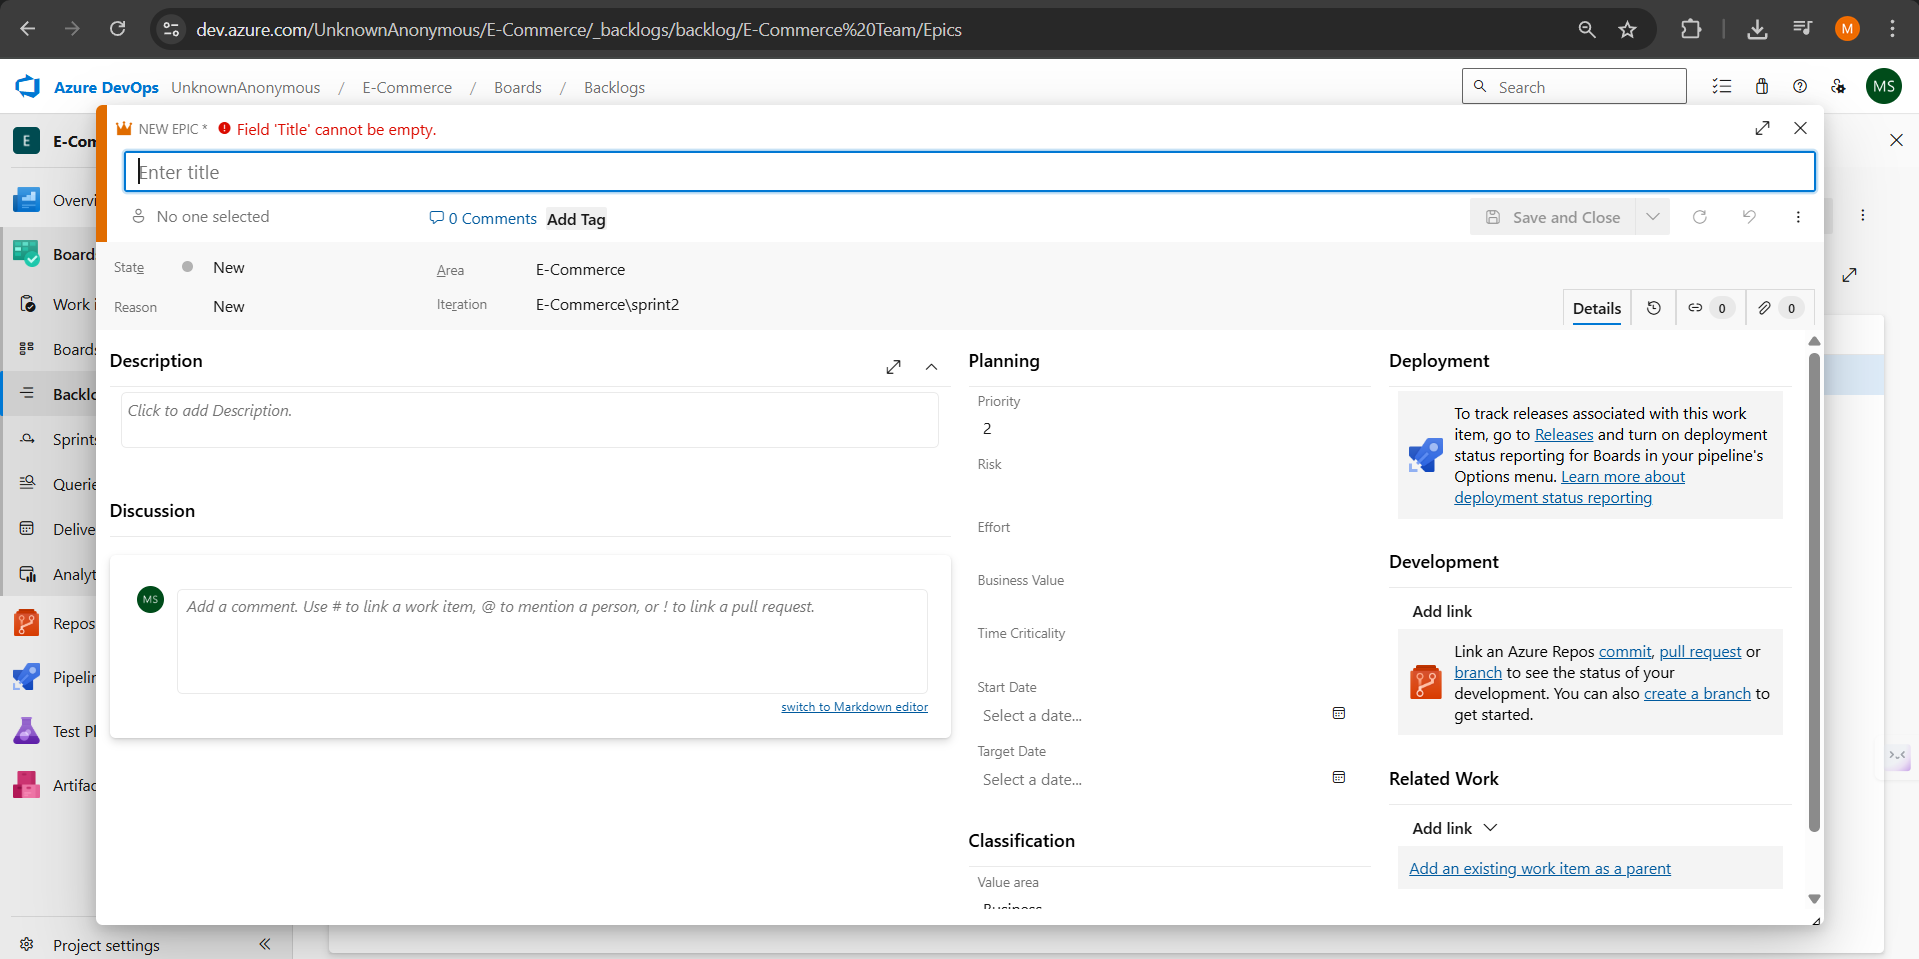 dev.azure.com/UnknownAnonymous/E-Commerce/_backlogs/backlog/E-Commerce%20Team/Epics
M
Azure DevOps UnknownAnonymous / E-Commerce / Boards / Backlogs
Search
MS
E E-Com
NEW EPIC * Field 'Title' cannot be empty.
Enter title
No one selected 0 Comments Add Tag
Save and Close
State New
Area E-Commerce
Reason New
Iteration E-Commerce\sprint2
Details 0 0
Overvi
Board
Work i
Boards
Backlo
Sprints
Querie
Delive
Analyt
Repos
Pipelin
Test Pl
Artifac
Project settings
Description
Click to add Description.
Discussion
MS
Add a comment. Use # to link a work item, @ to mention a person, or ! to link a pull request.
switch to Markdown editor
Planning
Priority
2
Risk
Effort
Business Value
Time Criticality
Start Date
Select a date...
Target Date
Select a date...
Classification
Value area
Business
Deployment
To track releases associated with this work
item, go to Releases and turn on deployment
status reporting for Boards in your pipeline's
Options menu. Learn more about
deployment status reporting
Development
Add link
Link an Azure Repos commit, pull request or
branch to see the status of your
development. You can also create a branch to
get started.
Related Work
Add link
Add an existing work item as a parent